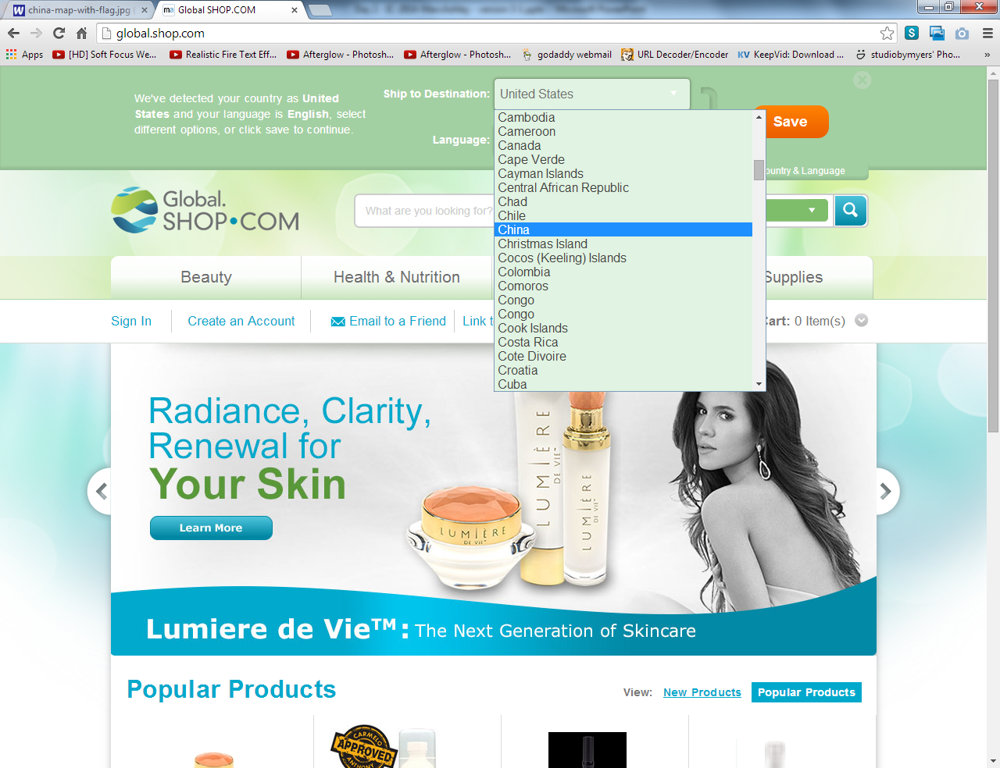 china-map-with-flag.jpg (
Global SHOP.COM
global.shop.com
Apps
[HD] Soft Focus We...
Realistic Fire Text Eff...
Afterglow - Photosh...
Afterglow - Photosh...
godaddy webmail
URL Decoder/Encoder
KeepVid: Download ...
studiobymyers' Pho...
We've detected your country as United
States and your language is English, select
different options, or click save to continue.
Ship to Destination:
United States
Language:
Save
ountry & Language
Cambodia
Cameroon
Canada
Cape Verde
Cayman Islands
Central African Republic
Chad
Chile
China
Christmas Island
Cocos (Keeling) Islands
Colombia
Comoros
Congo
Congo
Cook Islands
Costa Rica
Cote Divoire
Croatia
Cuba
Global.
SHOP•COM
What are you looking for?
Beauty
Health & Nutrition
Supplies
Sign In
Create an Account
Email to a Friend
Link t
art: 0 Item(s)
Radiance, Clarity,
Renewal for
Your Skin
Learn More
LUMIÈRE
DE VIE™
LUMIÈRE
DE VIE™
LUMIÈRE
DE VIE™
Lumiere de Vie™: The Next Generation of Skincare
Popular Products
View: New Products Popular Products
CARMELO
APPROVED
ANTHONY